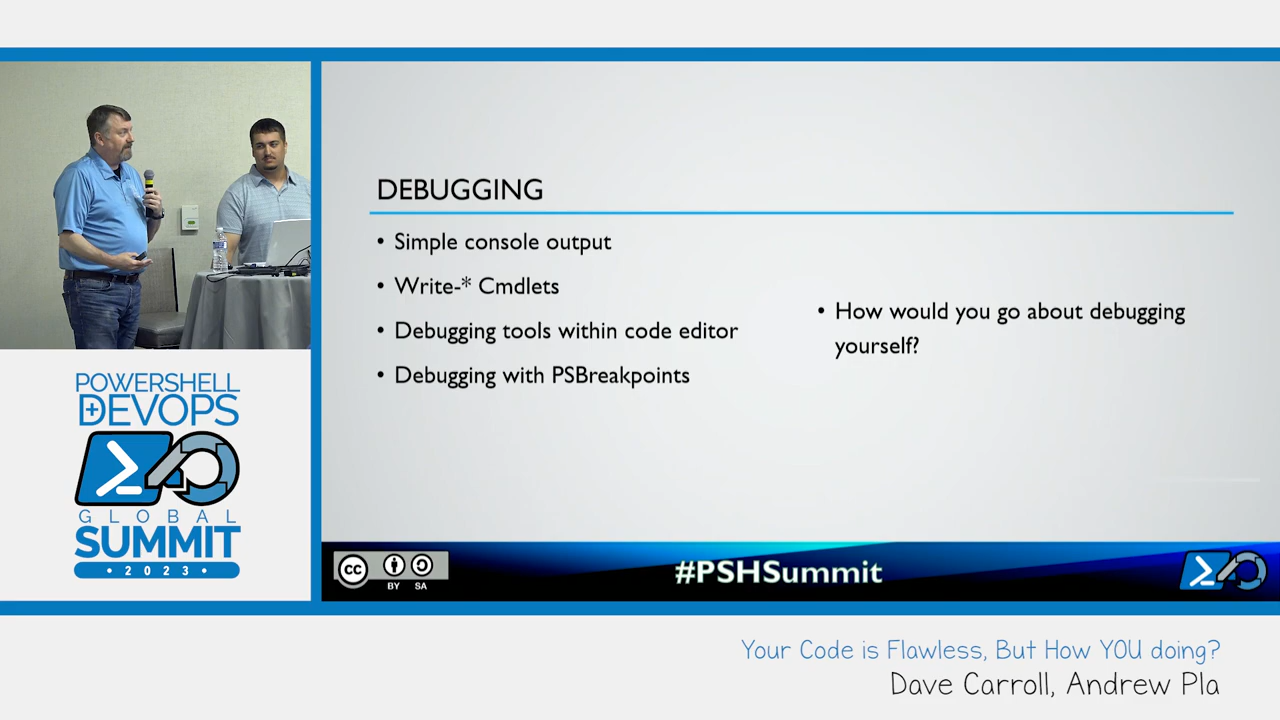 DEBUGGING
• Simple console output
• Write-* Cmdlets
• Debugging tools within code editor
• Debugging with PSBreakpoints
• How would you go about debugging
yourself?
POWERSHELL
+DEVOPS
GLOBAL
SUMMIT
• 2023 •
cc
BY SA
#PSHSummit
Your Code is Flawless, But How YOU doing?
Dave Carroll, Andrew Pla